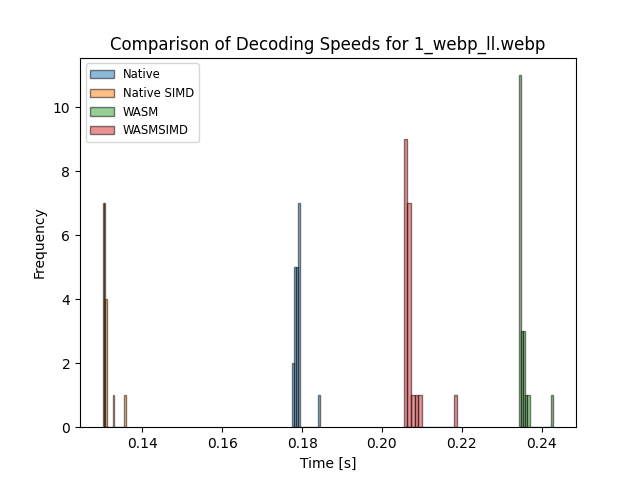 Comparison of Decoding Speeds for 1_webp_ll.webp
Native
Native SIMD
WASM
WASMSIMD
Frequency
10
8
6
4
2
0
0.14 0.16 0.18 0.20 0.22 0.24
Time [s]